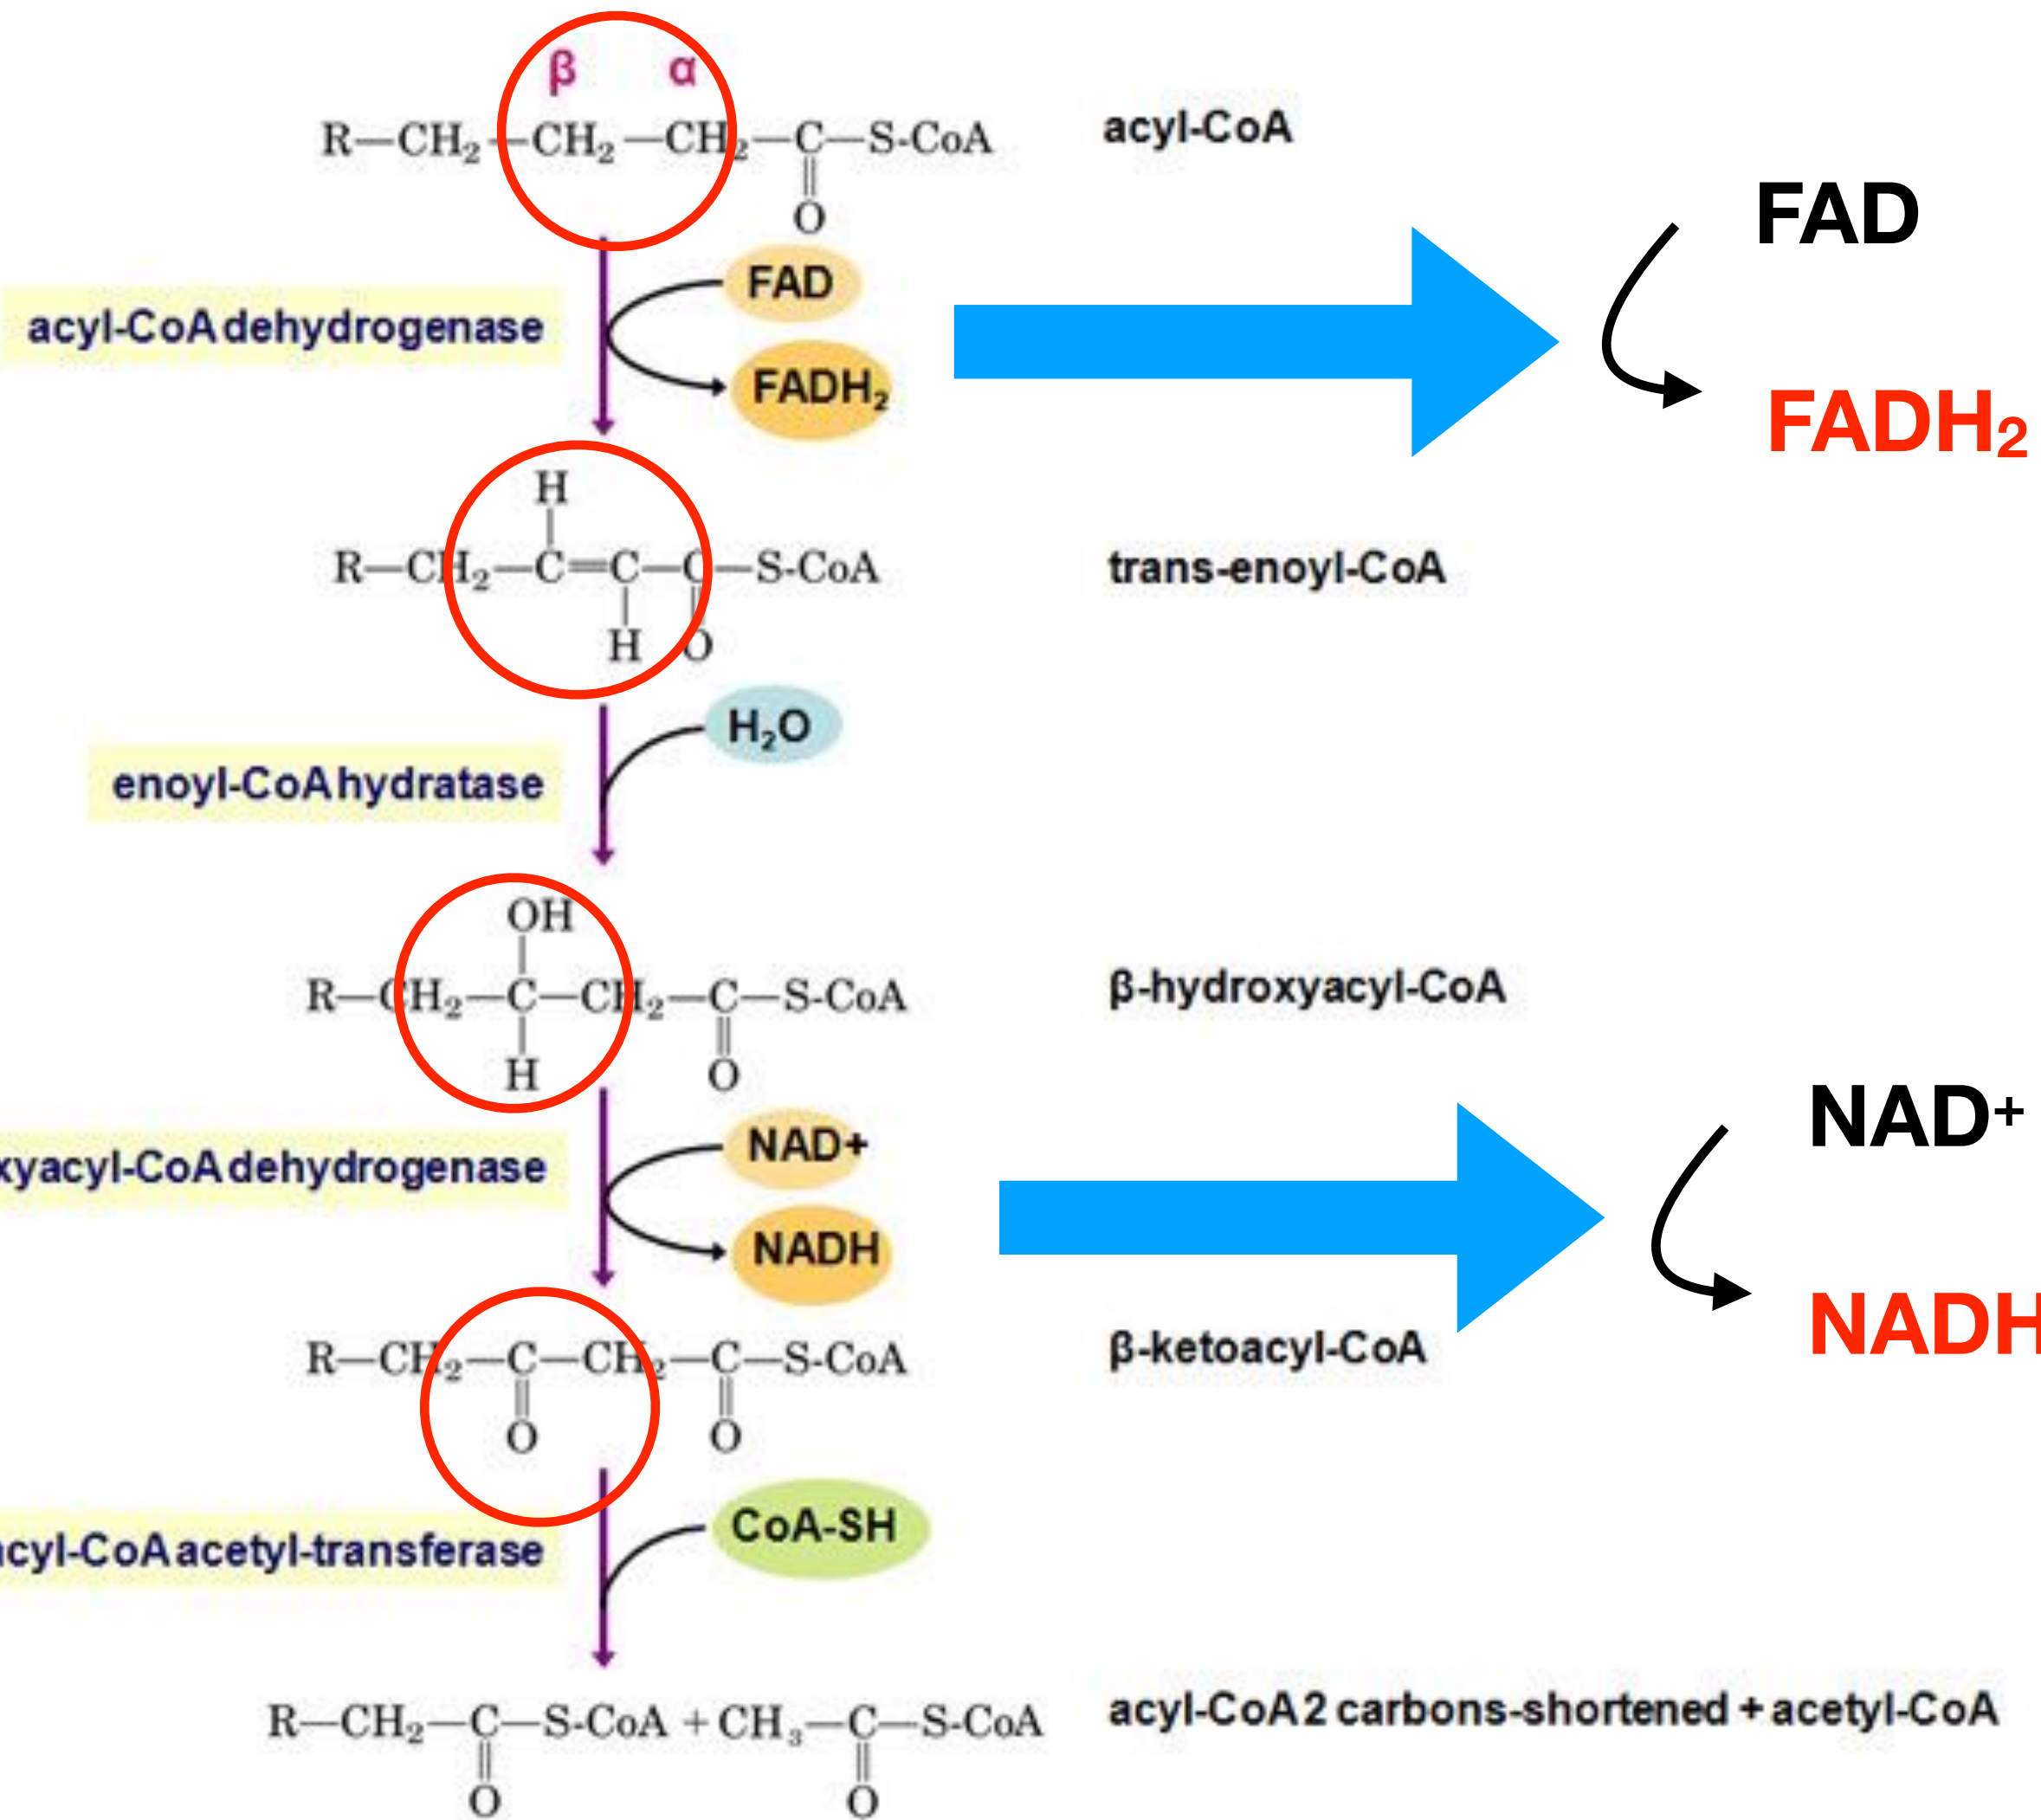 β α
R—CH₂—CH₂—CH₂—C—S-CoA
O
acyl-CoA
FAD
FADH₂
acyl-CoA dehydrogenase
FAD
FADH₂
H
R—CH₂—C=C—C—S-CoA
H O
trans-enoyl-CoA
H₂O
enoyl-CoA hydratase
OH
R—CH₂—C—CH₂—C—S-CoA
H O
β-hydroxyacyl-CoA
NAD+
NADH
xyacyl-CoA dehydrogenase
NAD+
NADH
R—CH₂—C—CH₂—C—S-CoA
O O
β-ketoacyl-CoA
CoA-SH
acyl-CoA acetyl-transferase
R—CH₂—C—S-CoA + CH₃—C—S-CoA
O O
acyl-CoA 2 carbons-shortened + acetyl-CoA